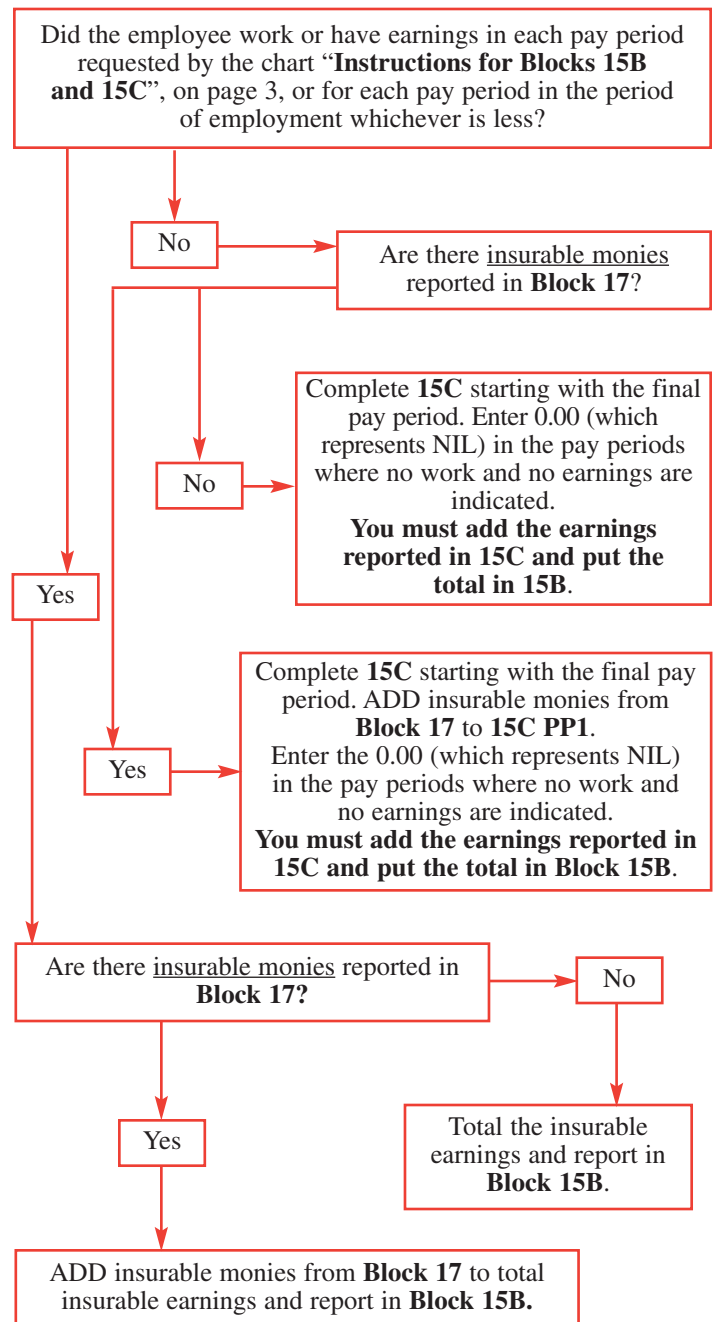 Did the employee work or have earnings in each pay period
requested by the chart “Instructions for Blocks 15B
and 15C”, on page 3, or for each pay period in the period
of employment whichever is less?
No
Are there insurable monies
reported in Block 17?
Complete 15C starting with the final
pay period. Enter 0.00 (which
represents NIL) in the pay periods
where no work and no earnings are
indicated.
You must add the earnings
reported in 15C and put the
total in 15B.
No
Yes
Complete 15C starting with the final pay
period. ADD insurable monies from
Block 17 to 15C PP1.
Enter the 0.00 (which represents NIL)
in the pay periods where no work and
no earnings are indicated.
You must add the earnings reported in
15C and put the total in Block 15B.
Yes
Are there insurable monies reported in
Block 17?
No
Yes
Total the insurable
earnings and report in
Block 15B.
ADD insurable monies from Block 17 to total
insurable earnings and report in Block 15B.